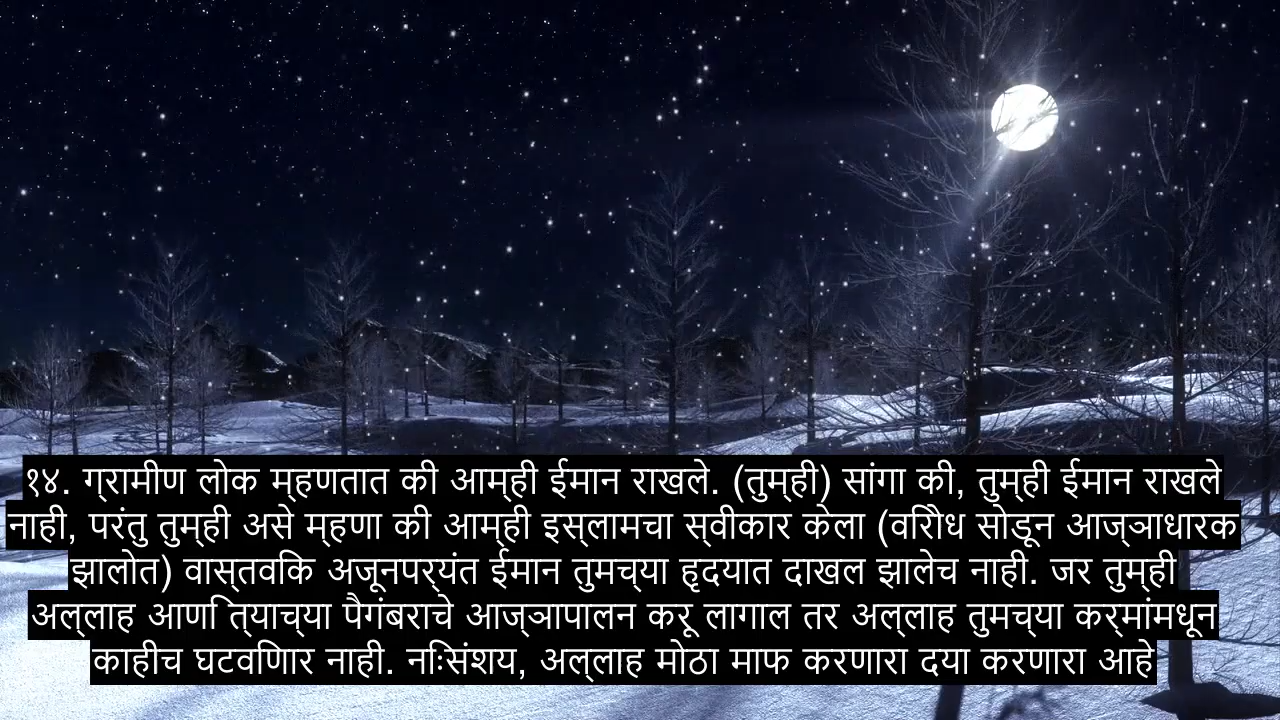 १४. ग्रामीण लोक म्हणतात की आम्ही ईमान राखले. (तुम्ही) सांगा की, तुम्ही ईमान राखले
नाही, परंतु तुम्ही असे म्हणा की आम्ही इस्लामचा स्वीकार केला (विरोध सोडून आज्ञाधारक
झालोत) वास्तविक अजूनपर्यंत ईमान तुमच्या हृदयात दाखल झालेच नाही. जर तुम्ही
अल्लाह आणि त्याच्या पैगंबराचे आज्ञापालन करू लागाल तर अल्लाह तुमच्या कर्मांमधून
काहीच घटविणार नाही. निःसंशय, अल्लाह मोठा माफ करणारा दया करणारा आहे